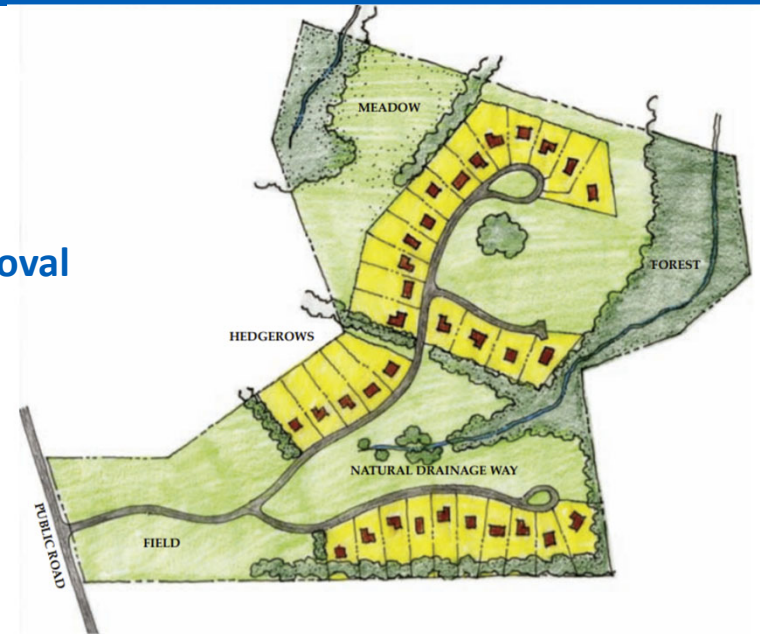 MEADOW
oval
FOREST
HEDGEROWS
NATURAL DRAINAGE WAY
PUBLIC ROAD
FIELD